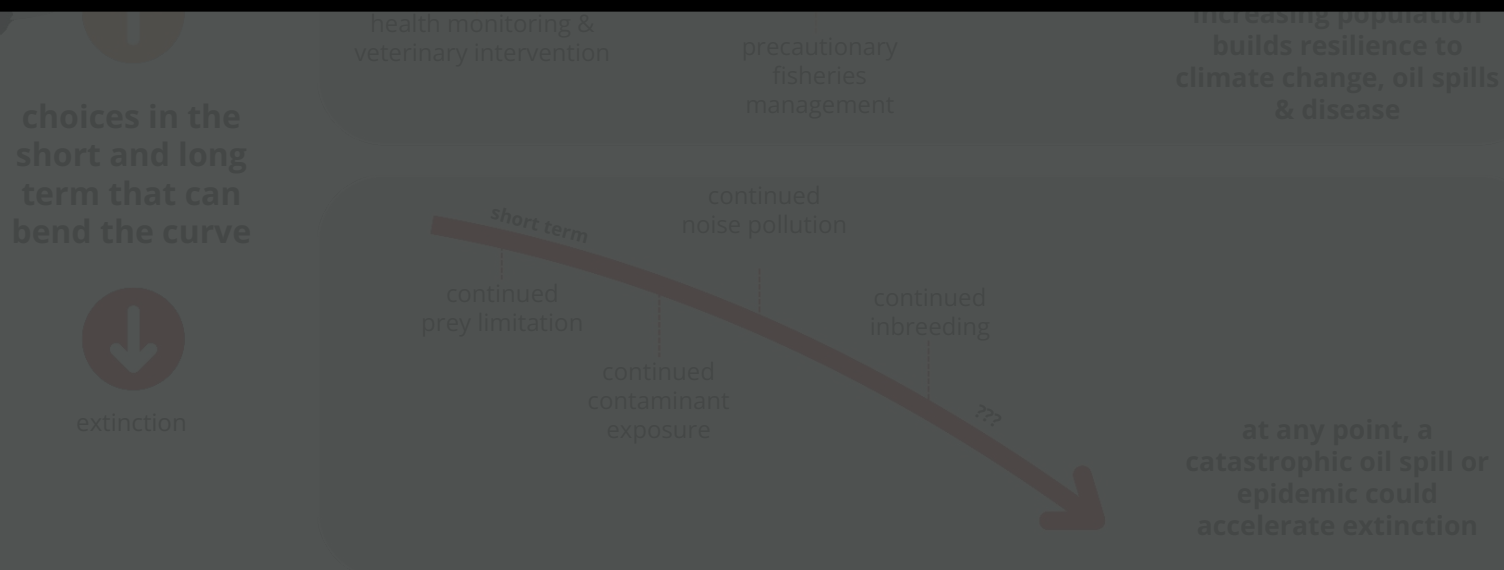 health monitoring &
veterinary intervention
precautionary
fisheries
management
increasing population
builds resilience to
climate change, oil spills
& disease
choices in the
short and long
term that can
bend the curve
extinction
short term
continued
prey limitation
continued
contaminant
exposure
continued
noise pollution
continued
inbreeding
???
at any point, a
catastrophic oil spill or
epidemic could
accelerate extinction